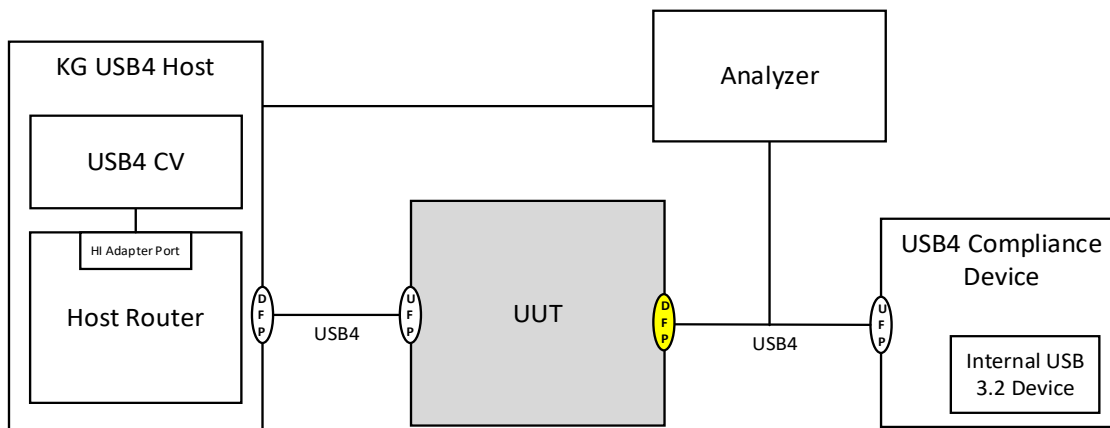 KG USB4 Host
USB4 CV
HI Adapter Port
Host Router
D
F
P
USB4
U
F
P
UUT
D
F
P
USB4
Analyzer
U
F
P
USB4 Compliance
Device
Internal USB
3.2 Device